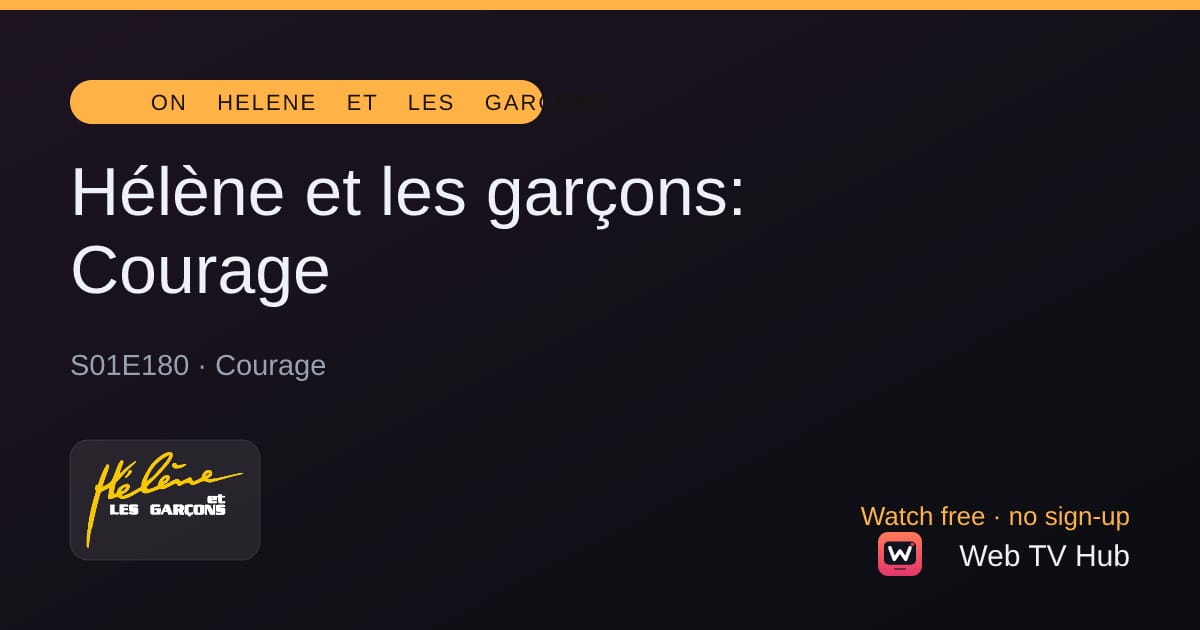 ON HELENE ET LES GARCONS
Hélène et les garçons:
Courage
S01E180 · Courage
Hélène
et
LES GARÇONS
Watch free · no sign-up
W
Web TV Hub